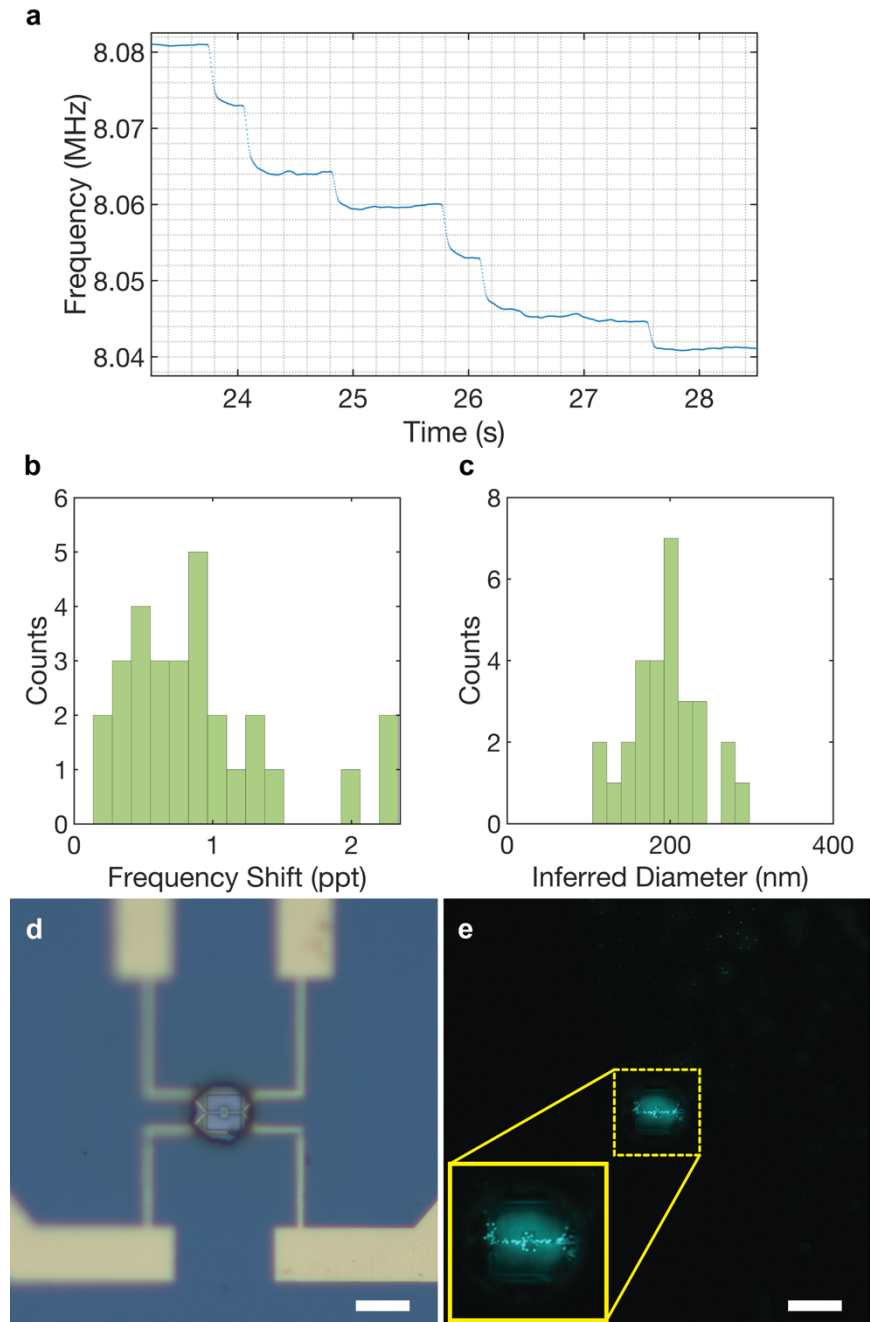 a
8.08
8.07
8.06
8.05
8.04
Frequency (MHz)
24 25 26 27 28
Time (s)
b
6
5
4
3
2
1
0
Counts
0 1 2
Frequency Shift (ppt)
c
8
6
4
2
0
Counts
0 200 400
Inferred Diameter (nm)
d
e